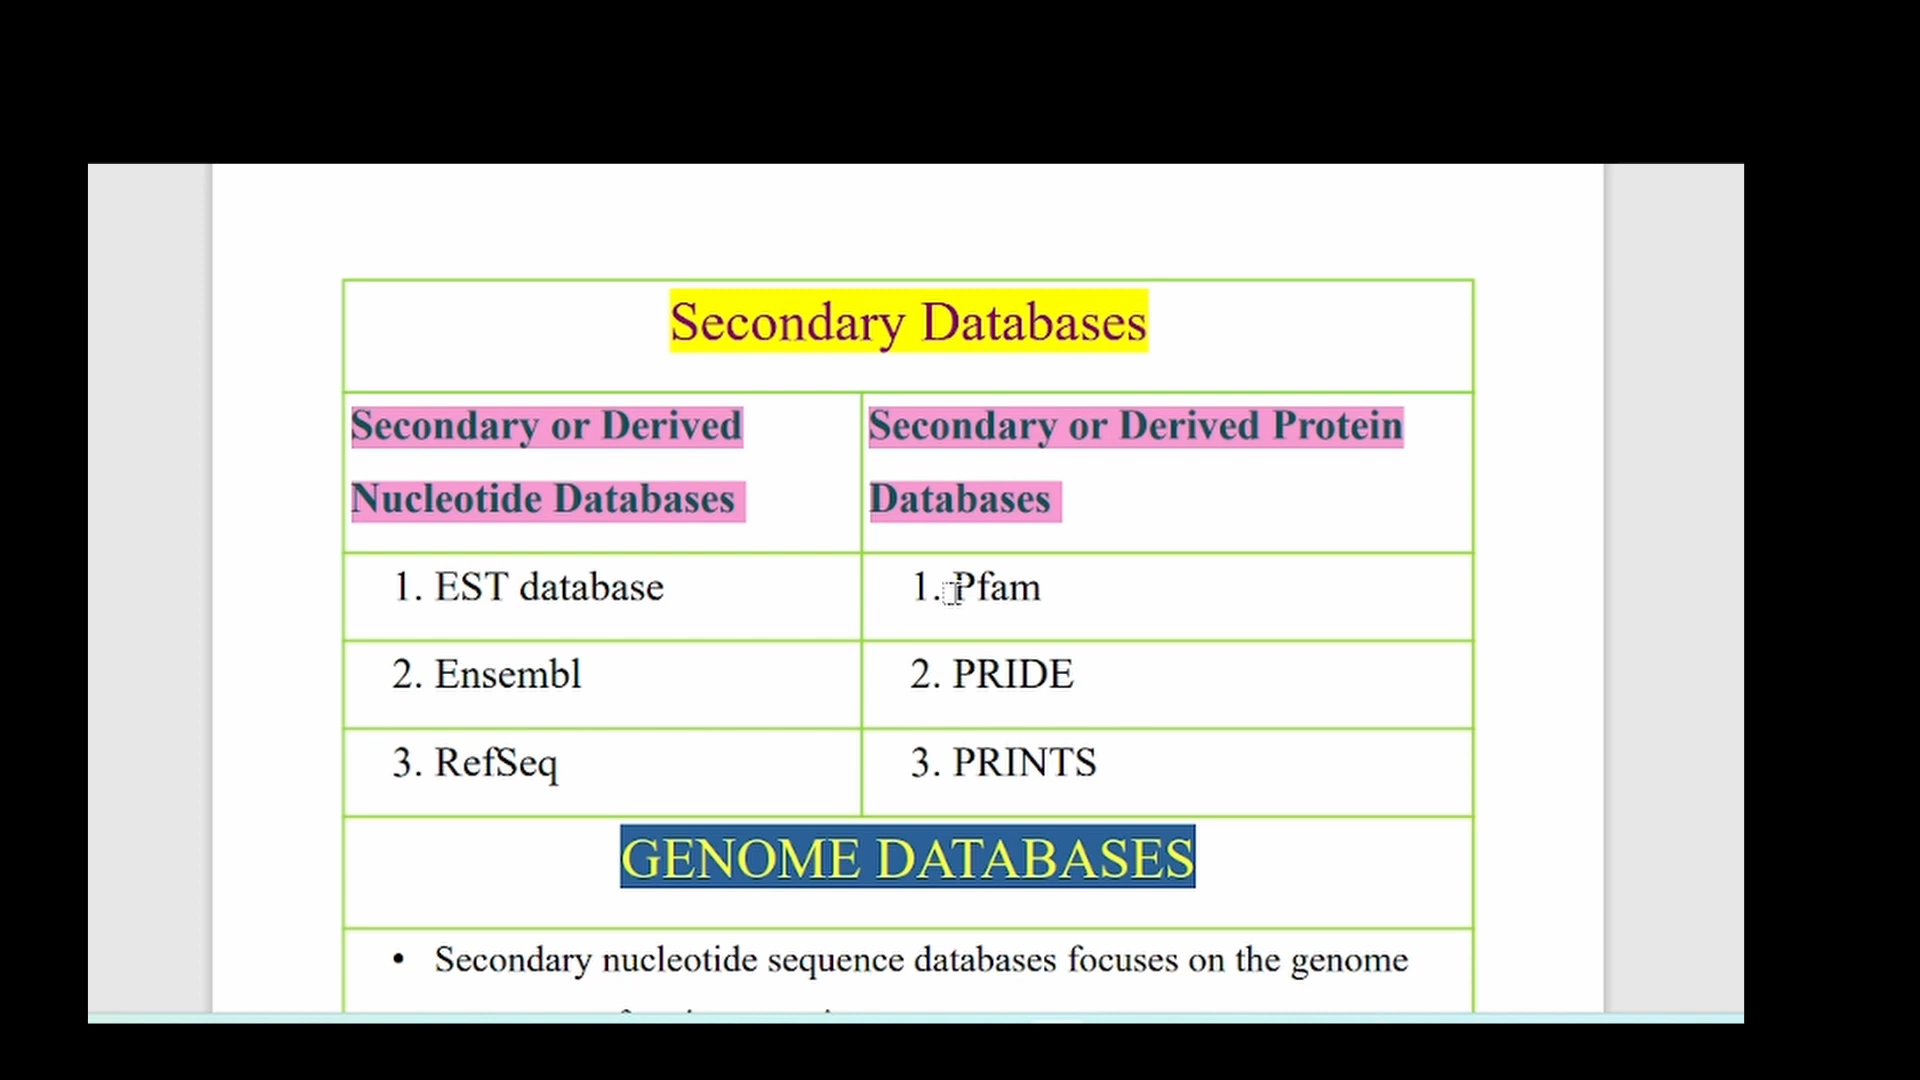 Secondary Databases
Secondary or Derived
Nucleotide Databases
Secondary or Derived Protein
Databases
1. EST database
1. Pfam
2. Ensembl
2. PRIDE
3. RefSeq
3. PRINTS
GENOME DATABASES
• Secondary nucleotide sequence databases focuses on the genome